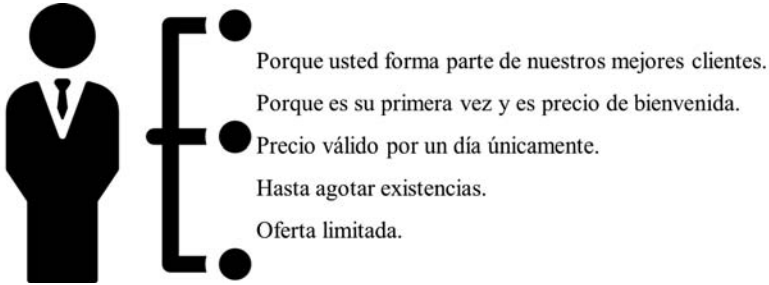 Porque usted forma parte de nuestros mejores clientes.
Porque es su primera vez y es precio de bienvenida.
Precio válido por un día únicamente.
Hasta agotar existencias.
Oferta limitada.